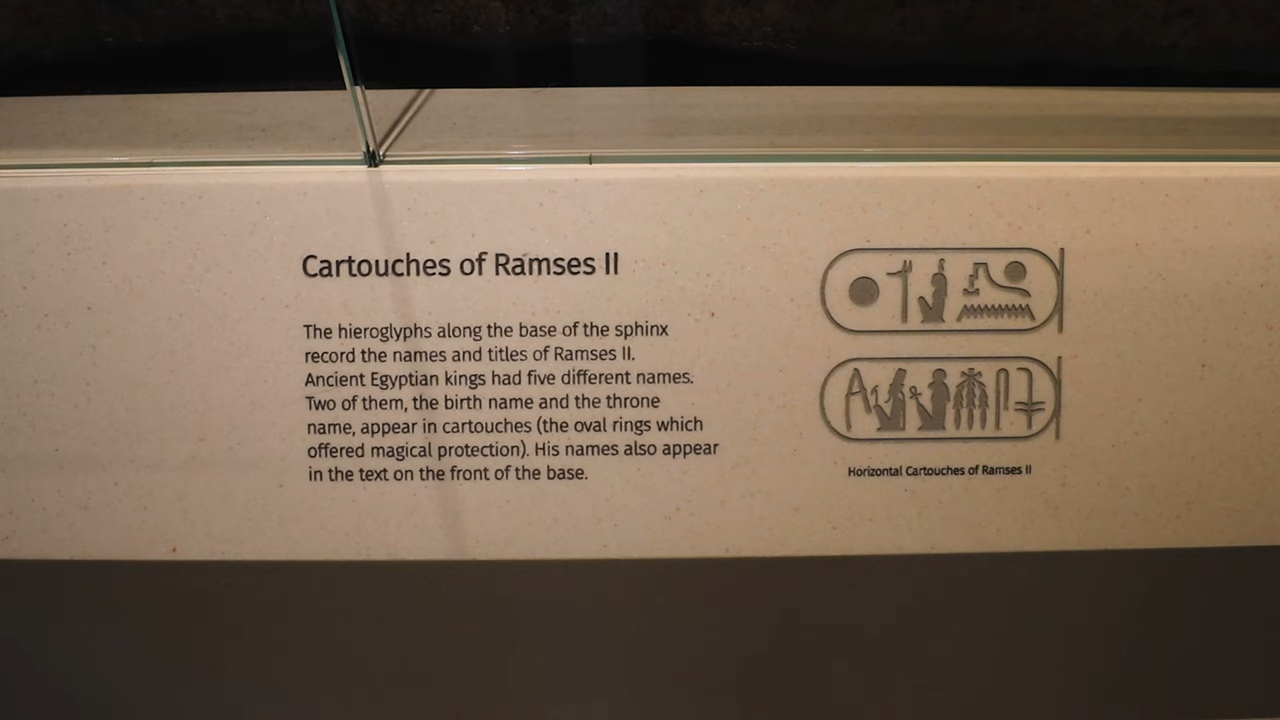 Cartouches of Ramses II
The hieroglyphs along the base of the sphinx
record the names and titles of Ramses II.
Ancient Egyptian kings had five different names.
Two of them, the birth name and the throne
name, appear in cartouches (the oval rings which
offered magical protection). His names also appear
in the text on the front of the base.
Horizontal Cartouches of Ramses II